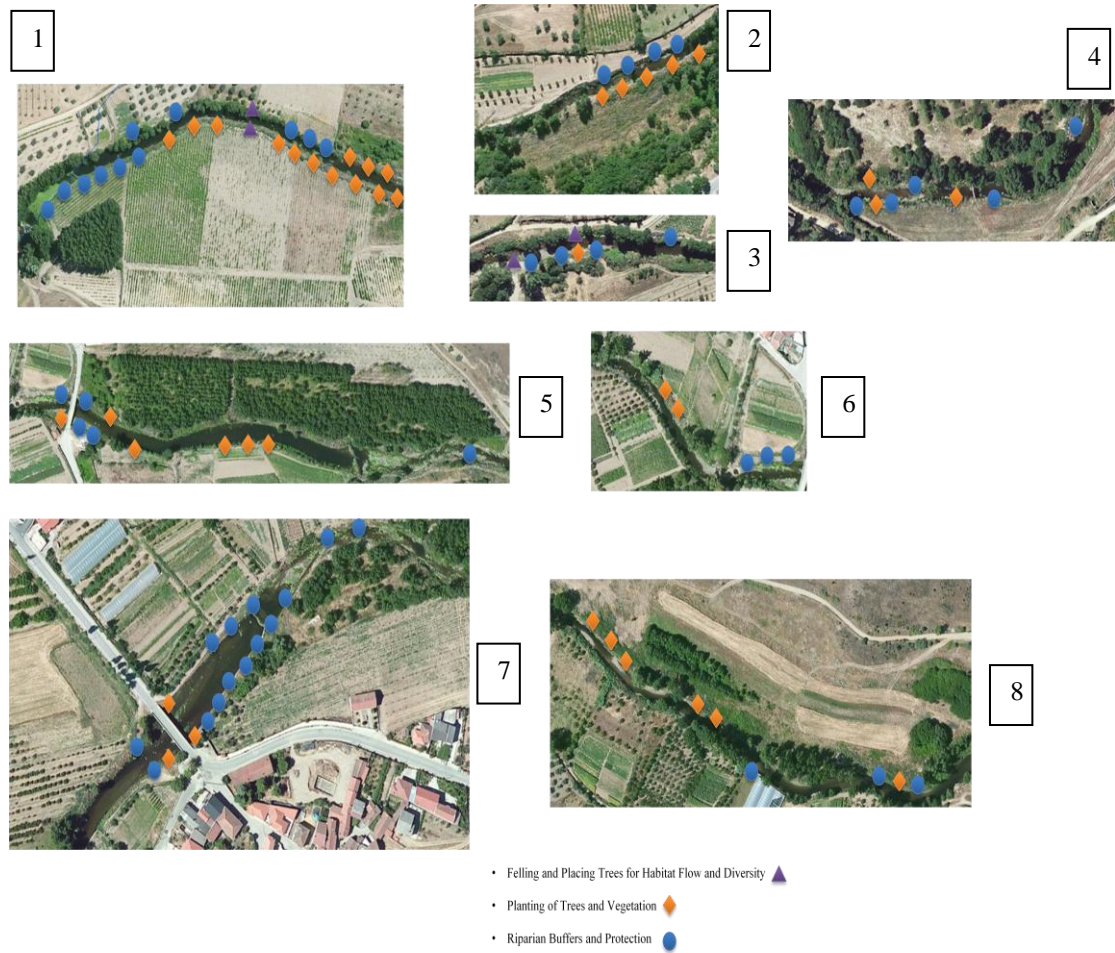 1
2
4
3
5
6
7
8
• Felling and Placing Trees for Habitat Flow and Diversity
• Planting of Trees and Vegetation
• Riparian Buffers and Protection